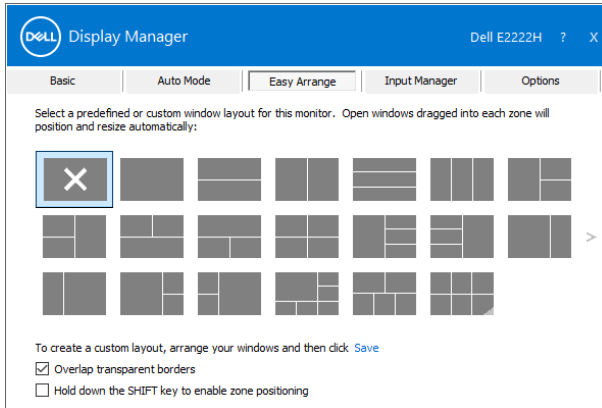 DELL Display Manager
Dell E2222H ? X
Basic Auto Mode Easy Arrange Input Manager Options
Select a predefined or custom window layout for this monitor. Open windows dragged into each zone will
position and resize automatically:
>
To create a custom layout, arrange your windows and then click Save
Overlap transparent borders
Hold down the SHIFT key to enable zone positioning